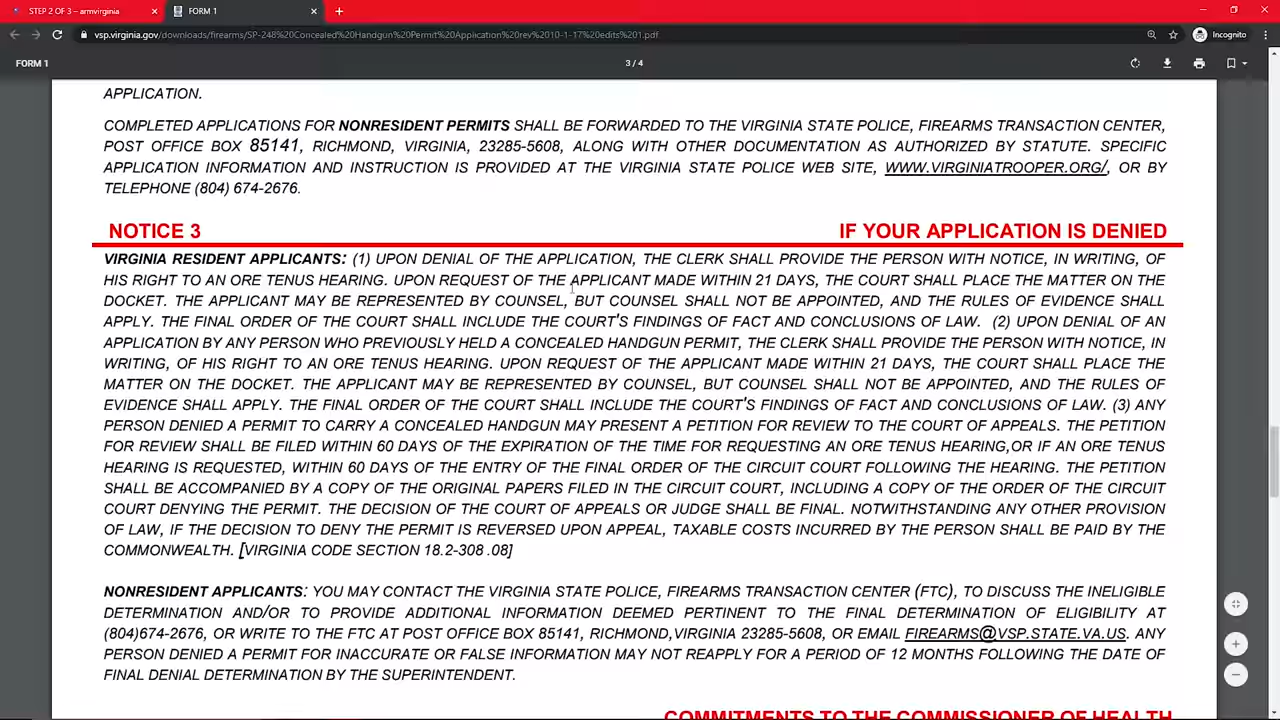 STEP 2 OF 3 – armvirginia
FORM 1
vsp.virginia.gov/downloads/firearms/SP-248%20Concealed%20Handgun%20Permit%20Application%20rev%2010-1-17%20edits%201.pdf
Incognito
FORM 1
3 / 4
APPLICATION.
COMPLETED APPLICATIONS FOR NONRESIDENT PERMITS SHALL BE FORWARDED TO THE VIRGINIA STATE POLICE, FIREARMS TRANSACTION CENTER,
POST OFFICE BOX 85141, RICHMOND, VIRGINIA, 23285-5608, ALONG WITH OTHER DOCUMENTATION AS AUTHORIZED BY STATUTE. SPECIFIC
APPLICATION INFORMATION AND INSTRUCTION IS PROVIDED AT THE VIRGINIA STATE POLICE WEB SITE, WWW.VIRGINIATROOPER.ORG/, OR BY
TELEPHONE (804) 674-2676.
NOTICE 3 IF YOUR APPLICATION IS DENIED
VIRGINIA RESIDENT APPLICANTS: (1) UPON DENIAL OF THE APPLICATION, THE CLERK SHALL PROVIDE THE PERSON WITH NOTICE, IN WRITING, OF
HIS RIGHT TO AN ORE TENUS HEARING. UPON REQUEST OF THE APPLICANT MADE WITHIN 21 DAYS, THE COURT SHALL PLACE THE MATTER ON THE
DOCKET. THE APPLICANT MAY BE REPRESENTED BY COUNSEL, BUT COUNSEL SHALL NOT BE APPOINTED, AND THE RULES OF EVIDENCE SHALL
APPLY. THE FINAL ORDER OF THE COURT SHALL INCLUDE THE COURT'S FINDINGS OF FACT AND CONCLUSIONS OF LAW. (2) UPON DENIAL OF AN
APPLICATION BY ANY PERSON WHO PREVIOUSLY HELD A CONCEALED HANDGUN PERMIT, THE CLERK SHALL PROVIDE THE PERSON WITH NOTICE, IN
WRITING, OF HIS RIGHT TO AN ORE TENUS HEARING. UPON REQUEST OF THE APPLICANT MADE WITHIN 21 DAYS, THE COURT SHALL PLACE THE
MATTER ON THE DOCKET. THE APPLICANT MAY BE REPRESENTED BY COUNSEL, BUT COUNSEL SHALL NOT BE APPOINTED, AND THE RULES OF
EVIDENCE SHALL APPLY. THE FINAL ORDER OF THE COURT SHALL INCLUDE THE COURT'S FINDINGS OF FACT AND CONCLUSIONS OF LAW. (3) ANY
PERSON DENIED A PERMIT TO CARRY A CONCEALED HANDGUN MAY PRESENT A PETITION FOR REVIEW TO THE COURT OF APPEALS. THE PETITION
FOR REVIEW SHALL BE FILED WITHIN 60 DAYS OF THE EXPIRATION OF THE TIME FOR REQUESTING AN ORE TENUS HEARING,OR IF AN ORE TENUS
HEARING IS REQUESTED, WITHIN 60 DAYS OF THE ENTRY OF THE FINAL ORDER OF THE CIRCUIT COURT FOLLOWING THE HEARING. THE PETITION
SHALL BE ACCOMPANIED BY A COPY OF THE ORIGINAL PAPERS FILED IN THE CIRCUIT COURT, INCLUDING A COPY OF THE ORDER OF THE CIRCUIT
COURT DENYING THE PERMIT. THE DECISION OF THE COURT OF APPEALS OR JUDGE SHALL BE FINAL. NOTWITHSTANDING ANY OTHER PROVISION
OF LAW, IF THE DECISION TO DENY THE PERMIT IS REVERSED UPON APPEAL, TAXABLE COSTS INCURRED BY THE PERSON SHALL BE PAID BY THE
COMMONWEALTH. [VIRGINIA CODE SECTION 18.2-308 .08]
NONRESIDENT APPLICANTS: YOU MAY CONTACT THE VIRGINIA STATE POLICE, FIREARMS TRANSACTION CENTER (FTC), TO DISCUSS THE INELIGIBLE
DETERMINATION AND/OR TO PROVIDE ADDITIONAL INFORMATION DEEMED PERTINENT TO THE FINAL DETERMINATION OF ELIGIBILITY AT
(804)674-2676, OR WRITE TO THE FTC AT POST OFFICE BOX 85141, RICHMOND,VIRGINIA 23285-5608, OR EMAIL FIREARMS@VSP.STATE.VA.US. ANY
PERSON DENIED A PERMIT FOR INACCURATE OR FALSE INFORMATION MAY NOT REAPPLY FOR A PERIOD OF 12 MONTHS FOLLOWING THE DATE OF
FINAL DENIAL DETERMINATION BY THE SUPERINTENDENT.
COMMITMENTS TO THE COMMISSIONER OF HEALTH